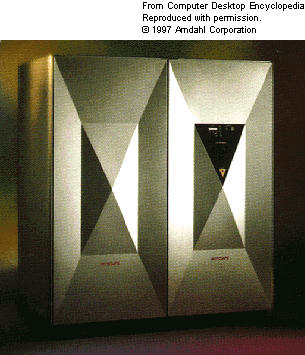 From Computer Desktop Encyclopedia
Reproduced with permission.
© 1997 Amdahl Corporation